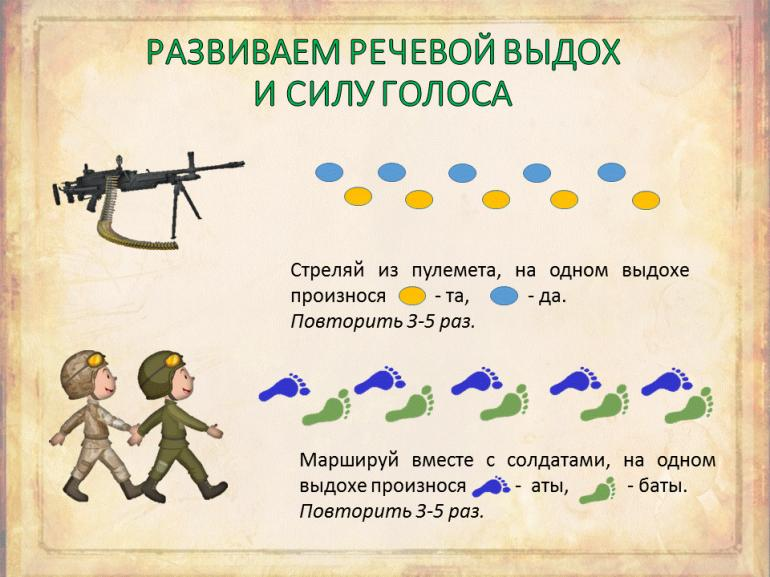 РАЗВИВАЕМ РЕЧЕВОЙ ВЫДОХ
И СИЛУ ГОЛОСА
Стреляй из пулемета, на одном выдохе
произнося - та, - да.
Повторить 3-5 раз.
Маршируй вместе с солдатами, на одном
выдохе произнося - аты, - баты.
Повторить 3-5 раз.